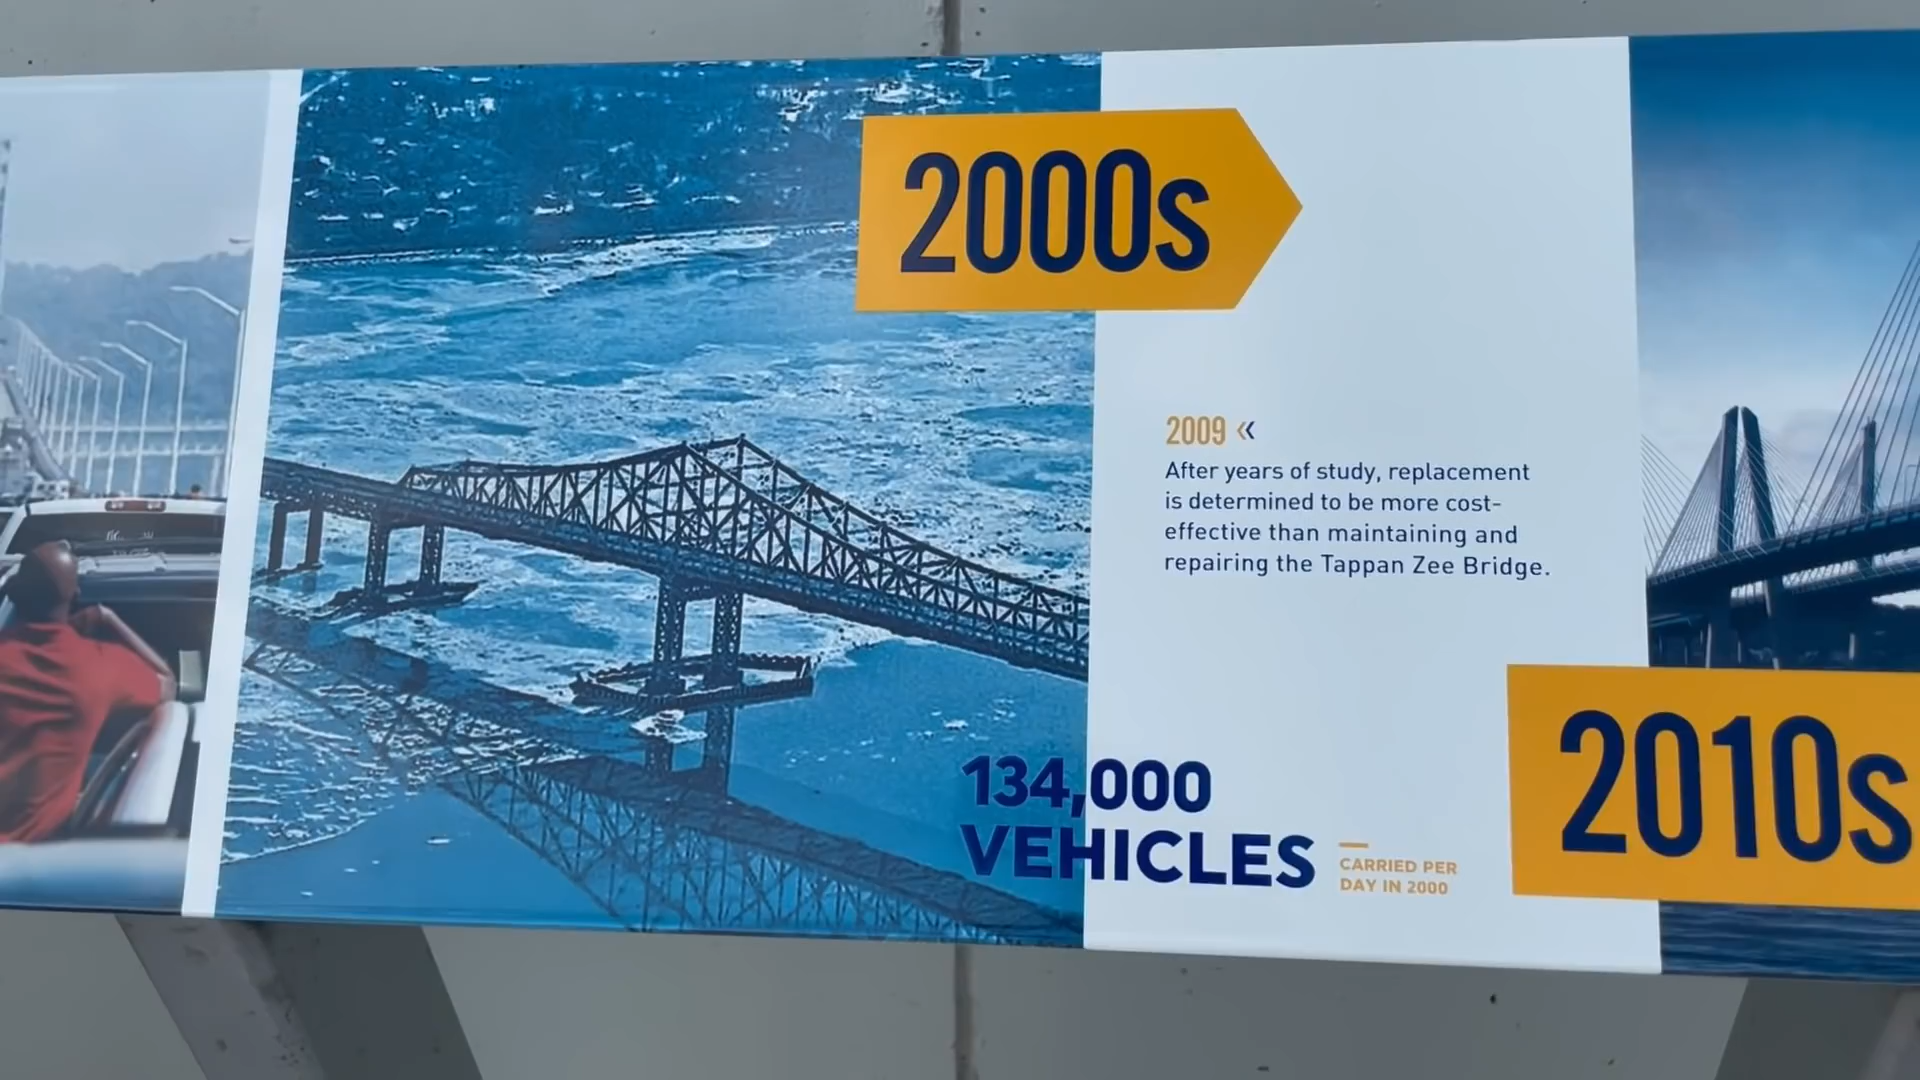 2000s
2009 «
After years of study, replacement
is determined to be more cost-
effective than maintaining and
repairing the Tappan Zee Bridge.
134,000
VEHICLES
CARRIED PER
DAY IN 2000
2010s